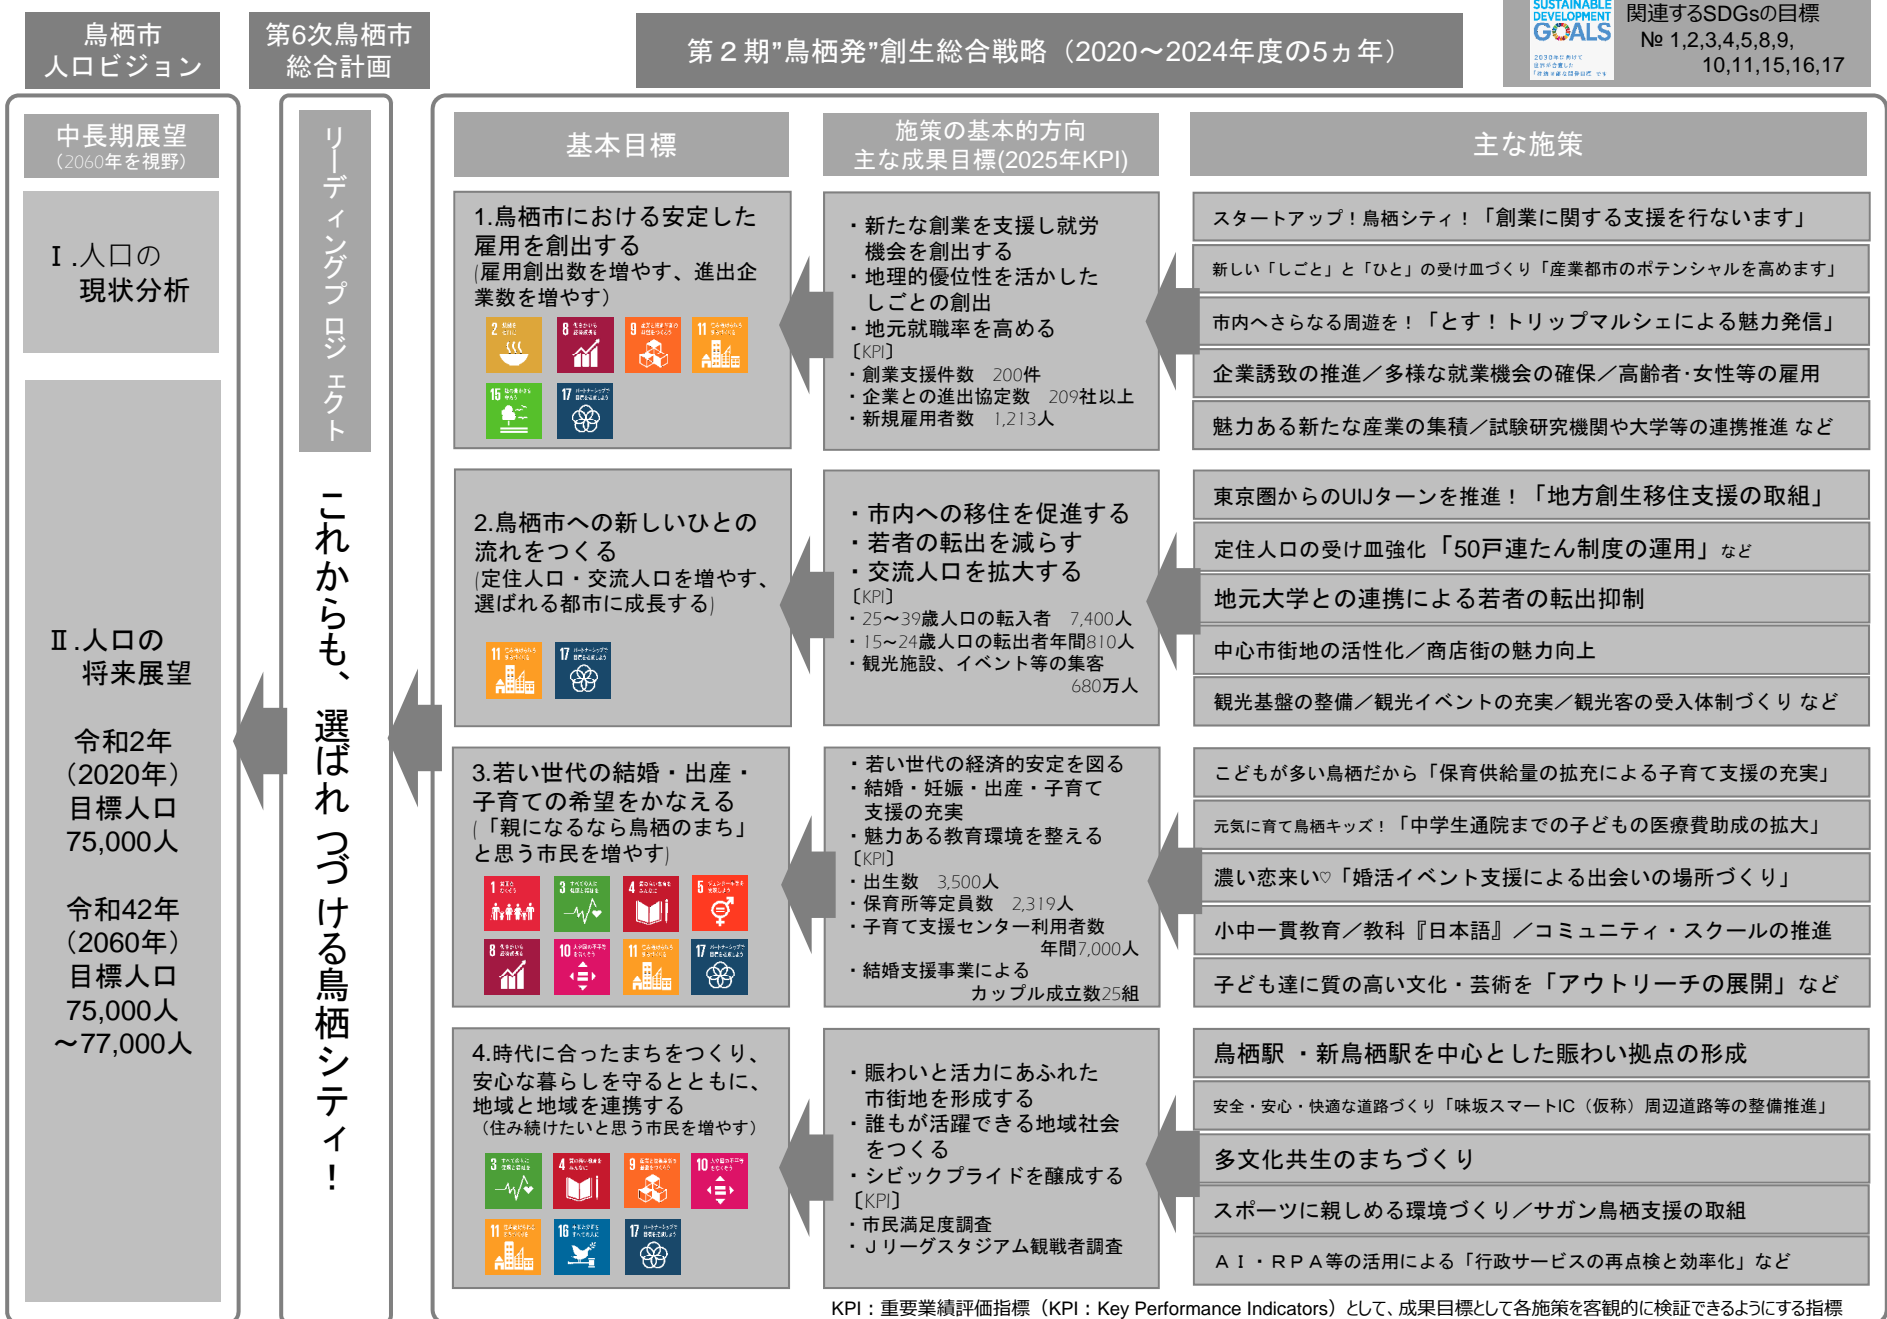 鳥栖市
人口ビジョン
第6次鳥栖市
総合計画
第２期”鳥栖発”創生総合戦略（2020～2024年度の5ヵ年）
SUSTAINABLE
DEVELOPMENT
GOALS
関連するSDGsの目標
№ 1,2,3,4,5,8,9,
10,11,15,16,17
中長期展望
（2060年を視野）
Ⅰ.人口の
現状分析
Ⅱ.人口の
将来展望
令和2年
（2020年）
目標人口
75,000人
令和42年
（2060年）
目標人口
75,000人
～77,000人
リーディングプロジェクト
これからも、選ばれつづける鳥栖シティ！
基本目標
施策の基本的方向
主な成果目標(2025年KPI)
主な施策
1.鳥栖市における安定した
雇用を創出する
(雇用創出数を増やす、進出企
業数を増やす）
2
8
9
11
15
17
・新たな創業を支援し就労
機会を創出する
・地理的優位性を活かした
しごとの創出
・地元就職率を高める
〔KPI〕
・創業支援件数　200件
・企業との進出協定数　209社以上
・新規雇用者数　1,213人
スタートアップ！鳥栖シティ！「創業に関する支援を行ないます」
新しい「しごと」と「ひと」の受け皿づくり「産業都市のポテンシャルを高めます」
市内へさらなる周遊を！「とす！トリップマルシェによる魅力発信」
企業誘致の推進／多様な就業機会の確保／高齢者･女性等の雇用
魅力ある新たな産業の集積／試験研究機関や大学等の連携推進 など
2.鳥栖市への新しいひとの
流れをつくる
(定住人口・交流人口を増やす、
選ばれる都市に成長する)
11
17
・市内への移住を促進する
・若者の転出を減らす
・交流人口を拡大する
〔KPI〕
・25～39歳人口の転入者　7,400人
・15～24歳人口の転出者年間810人
・観光施設、イベント等の集客
680万人
東京圏からのUIJターンを推進！「地方創生移住支援の取組」
定住人口の受け皿強化「50戸連たん制度の運用」など
地元大学との連携による若者の転出抑制
中心市街地の活性化／商店街の魅力向上
観光基盤の整備／観光イベントの充実／観光客の受入体制づくり など
3.若い世代の結婚・出産・
子育ての希望をかなえる
(「親になるなら鳥栖のまち」
と思う市民を増やす)
1
3
4
5
8
10
11
17
・若い世代の経済的安定を図る
・結婚・妊娠・出産・子育て
支援の充実
・魅力ある教育環境を整える
〔KPI〕
・出生数　3,500人
・保育所等定員数　2,319人
・子育て支援センター利用者数
年間7,000人
・結婚支援事業による
カップル成立数25組
こどもが多い鳥栖だから「保育供給量の拡充による子育て支援の充実」
元気に育て鳥栖キッズ！「中学生通院までの子どもの医療費助成の拡大」
濃い恋来い♡「婚活イベント支援による出会いの場所づくり」
小中一貫教育／教科『日本語』／コミュニティ・スクールの推進
子ども達に質の高い文化・芸術を「アウトリーチの展開」など
4.時代に合ったまちをつくり、
安心な暮らしを守るとともに、
地域と地域を連携する
（住み続けたいと思う市民を増やす）
3
4
9
10
11
16
17
・賑わいと活力にあふれた
市街地を形成する
・誰もが活躍できる地域社会
をつくる
・シビックプライドを醸成する
〔KPI〕
・市民満足度調査
・Ｊリーグスタジアム観戦者調査
鳥栖駅 ・新鳥栖駅を中心とした賑わい拠点の形成
安全・安心・快適な道路づくり「味坂スマートIC（仮称）周辺道路等の整備推進」
多文化共生のまちづくり
スポーツに親しめる環境づくり／サガン鳥栖支援の取組
ＡＩ・ＲＰＡ等の活用による「行政サービスの再点検と効率化」など
KPI：重要業績評価指標（KPI：Key Performance Indicators）として、成果目標として各施策を客観的に検証できるようにする指標